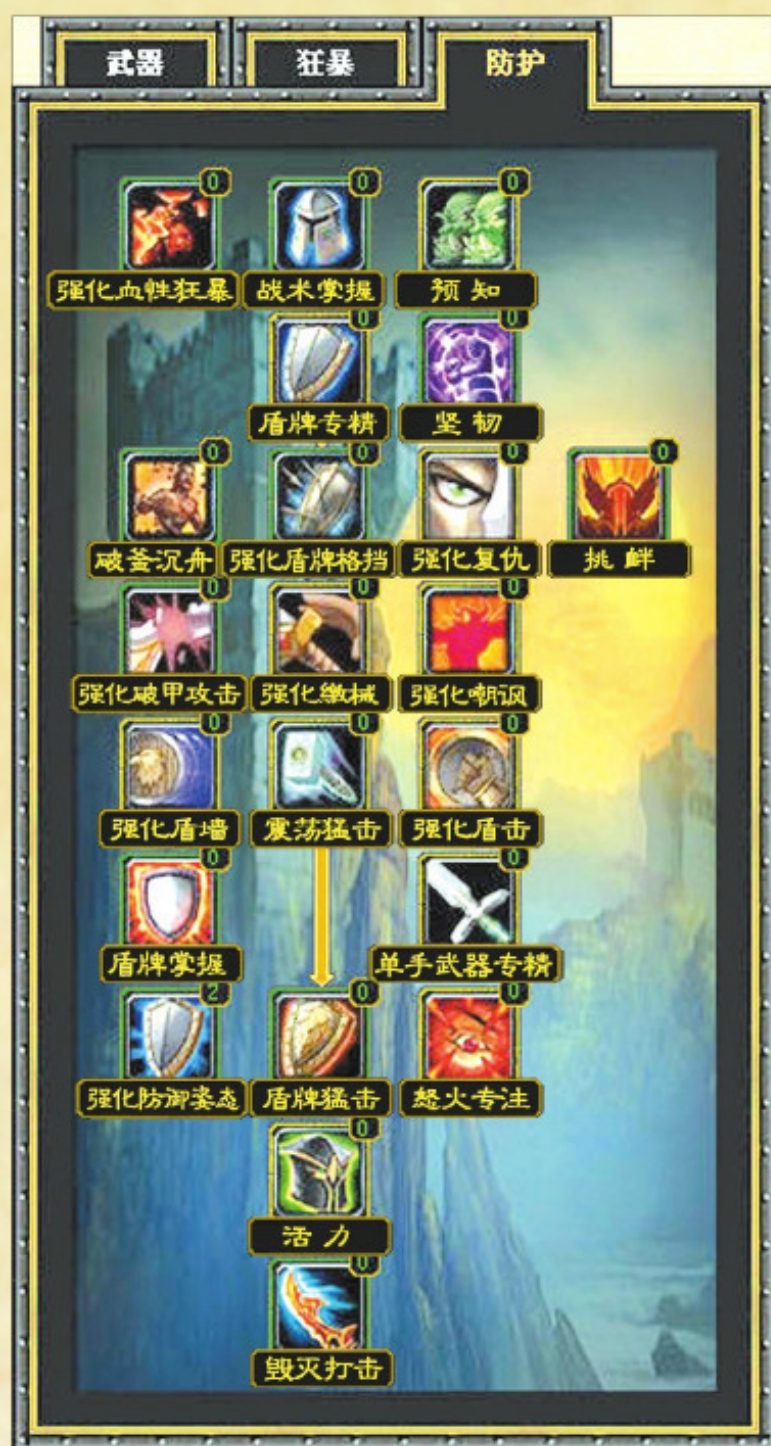 武器 狂暴 防护
0 0 0
强化血性狂暴 战术掌握 预知
0 0
盾牌专精 坚韧
0 0 0 0
破釜沉舟 强化盾牌格挡 强化复仇 挑衅
0 0 0
强化破甲攻击 强化缴械 强化嘲讽
0 0 0
强化盾墙 震荡猛击 强化盾击
0 0
盾牌掌握 单手武器专精
2 0 0
强化防御姿态 盾牌猛击 怒火专注
0
活力
0
毁灭打击